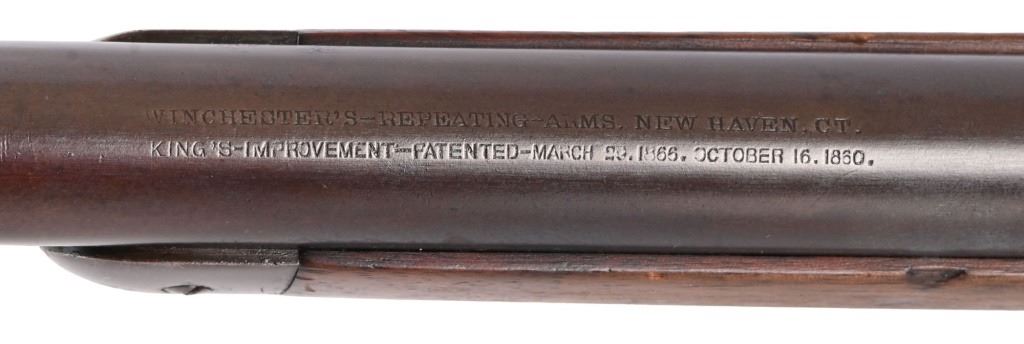 WINCHESTER'S-REPEATING-ARMS. NEW HAVEN. CT.
KING'S-IMPROVEMENT-PATENTED-MARCH 29. 1866. OCTOBER 16. 1860.